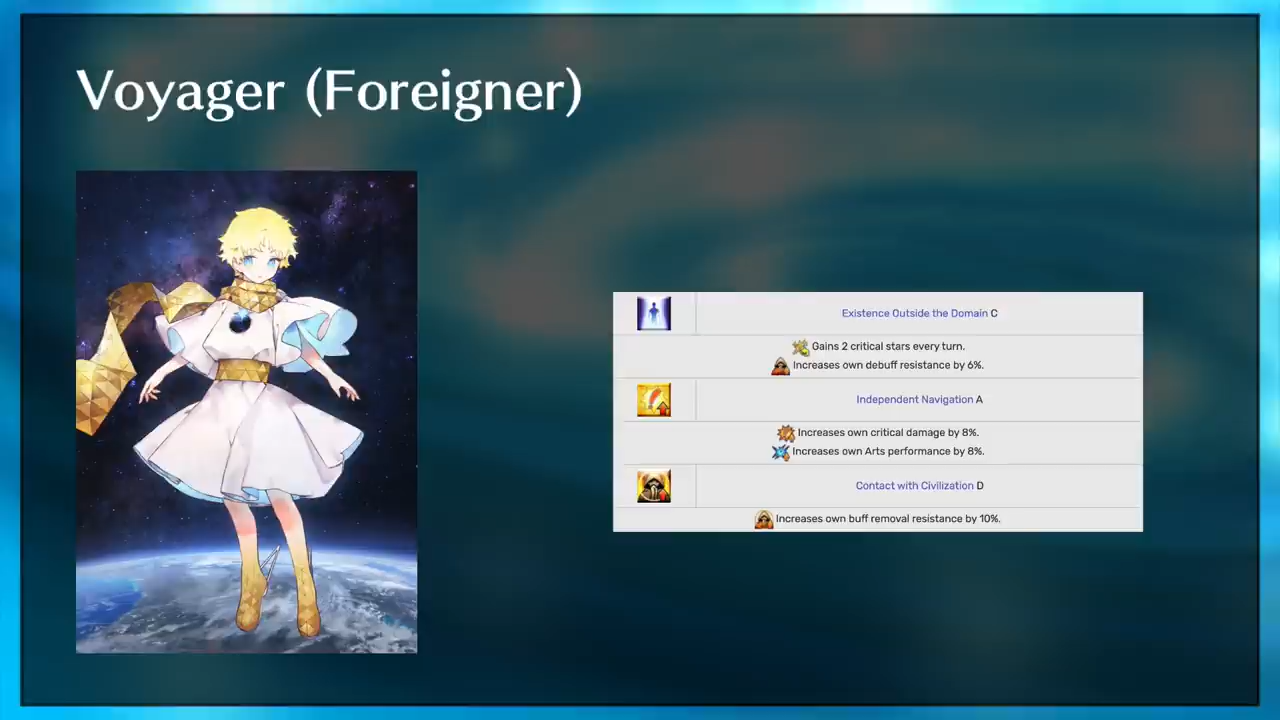 Voyager (Foreigner)
Existence Outside the Domain C
Gains 2 critical stars every turn.
Increases own debuff resistance by 6%.
Independent Navigation A
Increases own critical damage by 8%.
Increases own Arts performance by 8%.
Contact with Civilization D
Increases own buff removal resistance by 10%.